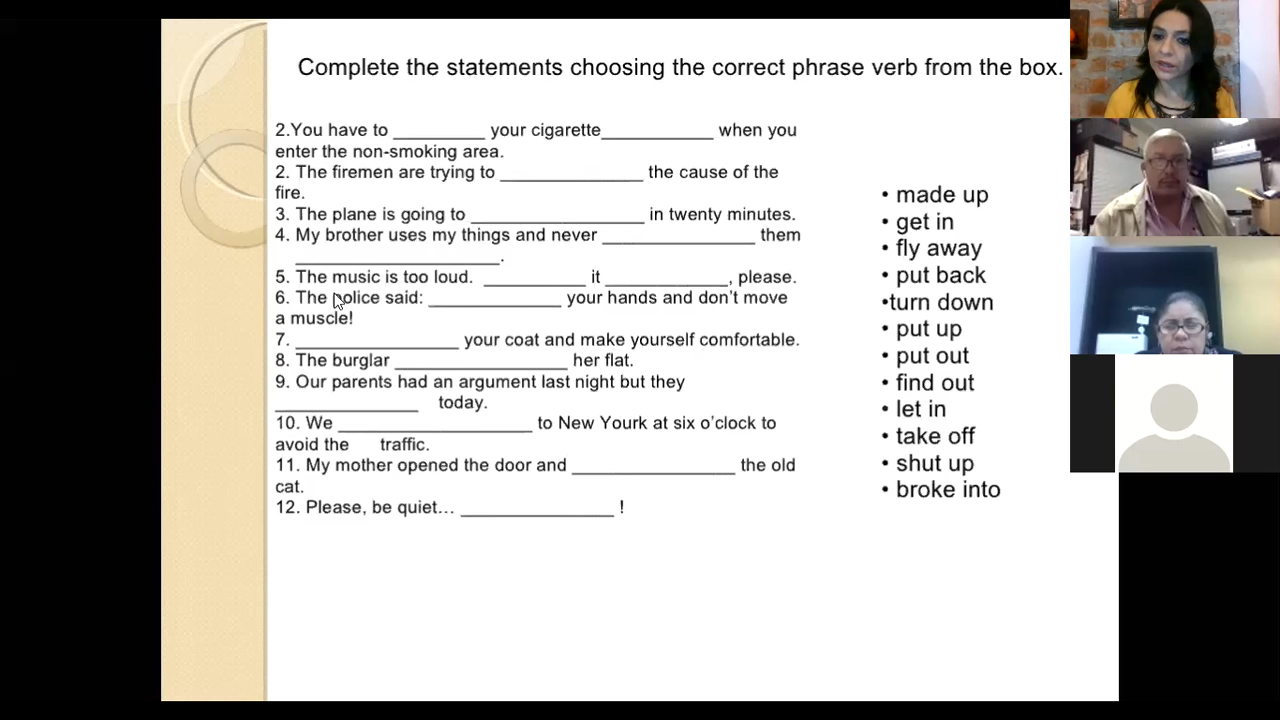 Complete the statements choosing the correct phrase verb from the box.
2.You have to __________ your cigarette____________ when you
enter the non-smoking area.
2. The firemen are trying to _______________ the cause of the
fire.
3. The plane is going to __________________ in twenty minutes.
4. My brother uses my things and never ________________ them
______________________.
5. The music is too loud. ___________ it _____________, please.
6. The police said: ______________ your hands and don't move
a muscle!
7. _________________ your coat and make yourself comfortable.
8. The burglar __________________ her flat.
9. Our parents had an argument last night but they
_______________ today.
10. We ____________________ to New Yourk at six o'clock to
avoid the traffic.
11. My mother opened the door and _________________ the old
cat.
12. Please, be quiet… ________________ !
• made up
• get in
• fly away
• put back
•turn down
• put up
• put out
• find out
• let in
• take off
• shut up
• broke into